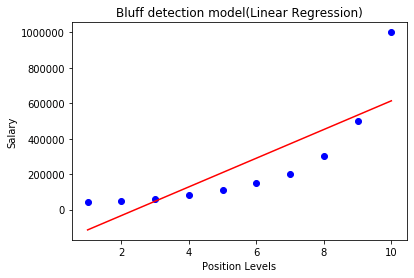 Bluff detection model(Linear Regression)
1000000
800000
600000
400000
200000
0
Salary
2 4 6 8 10
Position Levels